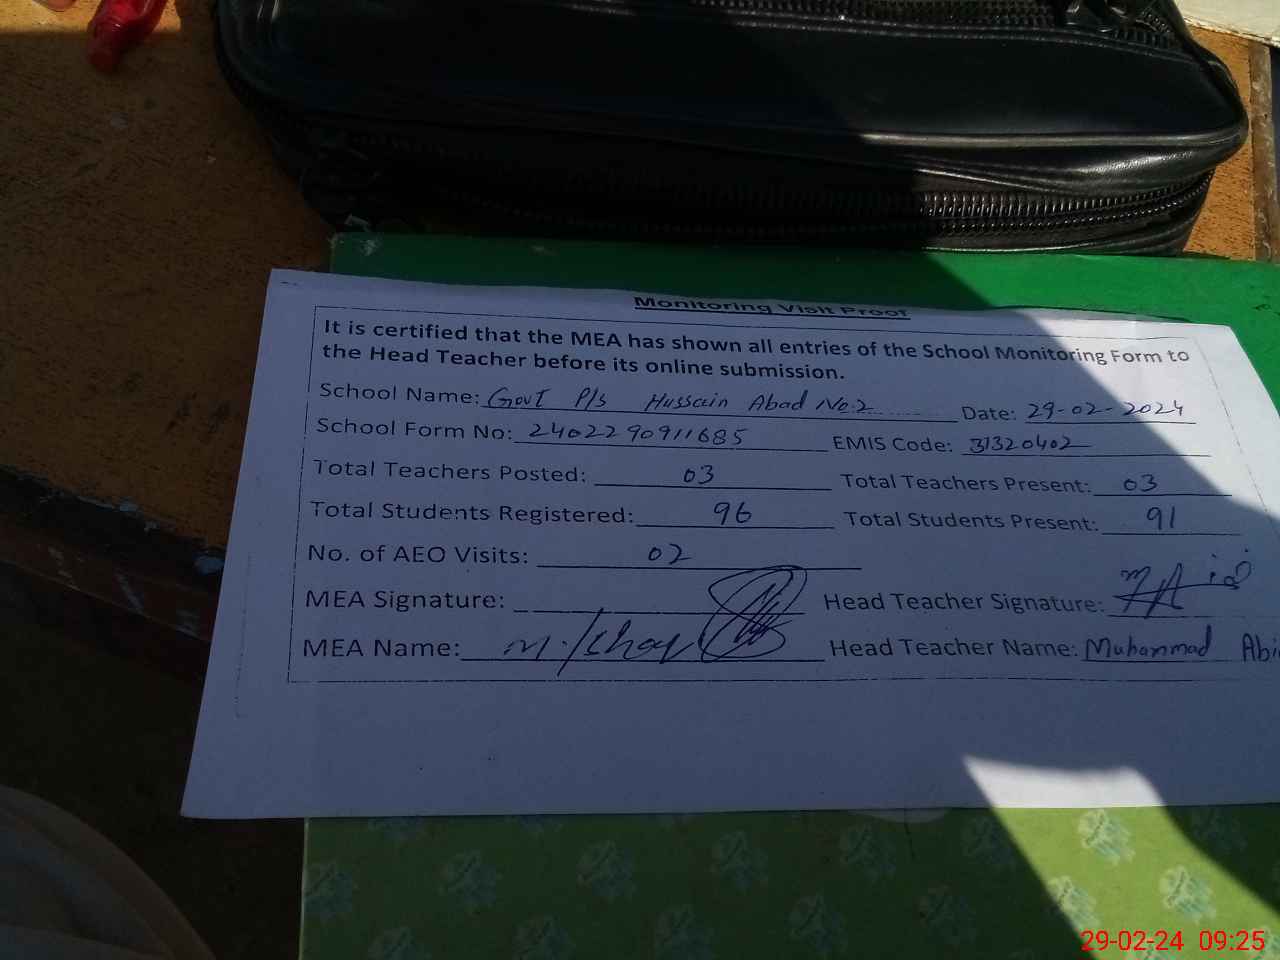 Monitoring Visit Proof
It is certified that the MEA has shown all entries of the School Monitoring Form to
the Head Teacher before its online submission.
School Name: Govt P/s Hussain Abad No.2 Date: 29-02-2024
School Form No: 2402290911685 EMIS Code: 31320402
Total Teachers Posted: 03 Total Teachers Present: 03
Total Students Registered: 96 Total Students Present: 91
No. of AEO Visits: 02
MEA Signature: Head Teacher Signature:
MEA Name: M. Head Teacher Name: Muhammad Abi
29-02-24 09:25